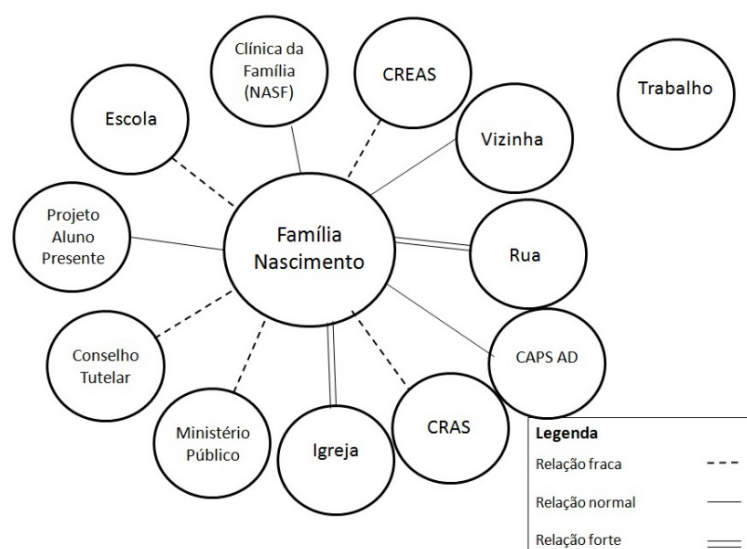 Clínica da
Família
(NASF)
CREAS
Trabalho
Escola
Vizinha
Projeto
Aluno
Presente
Família
Nascimento
Rua
Conselho
Tutelar
CAPS AD
Ministério
Público
Igreja
CRAS
Legenda
Relação fraca
Relação normal
Relação forte